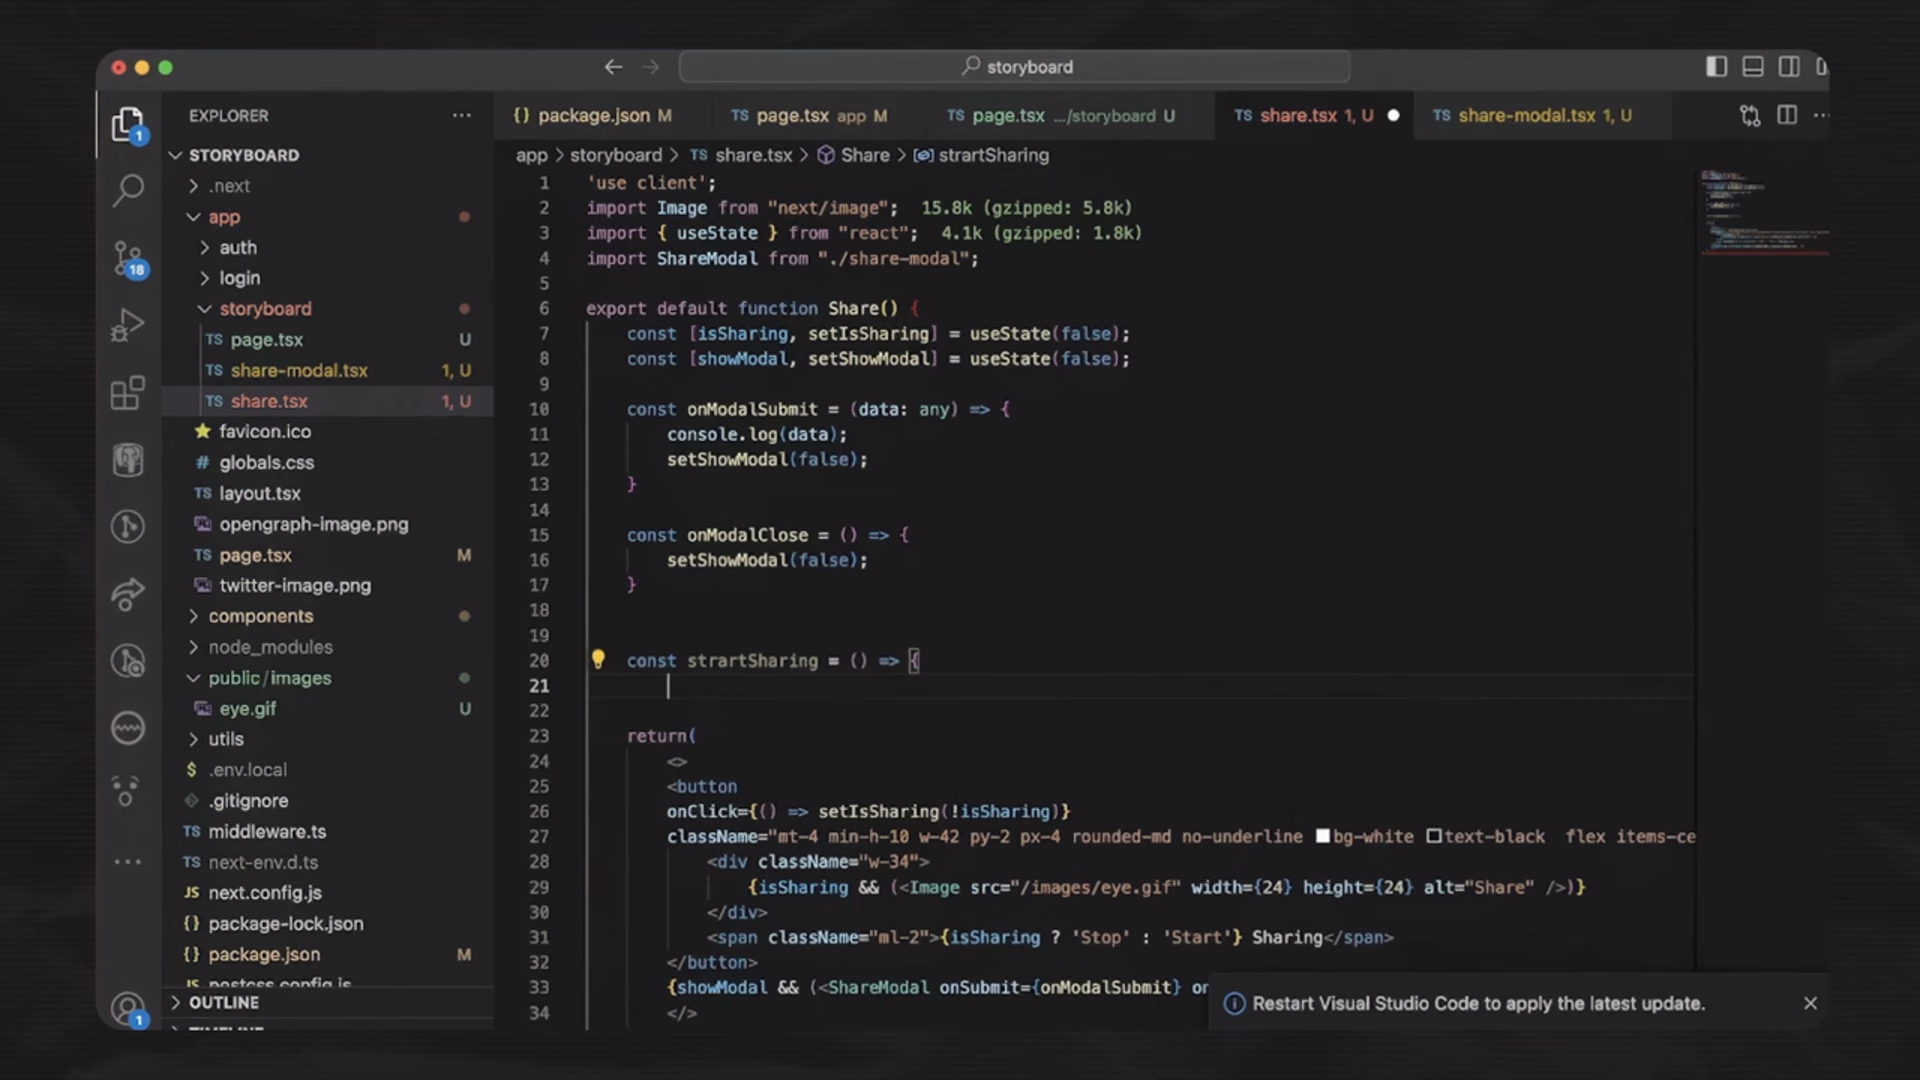 storyboard
EXPLORER
STORYBOARD
.next
app
auth
login
storyboard
page.tsx U
share-modal.tsx 1, U
share.tsx 1, U
favicon.ico
globals.css
layout.tsx
opengraph-image.png
page.tsx M
twitter-image.png
components
node_modules
public/images
eye.gif U
utils
.env.local
.gitignore
middleware.ts
next-env.d.ts
next.config.js
package-lock.json
package.json M
postcss.config.js
OUTLINE
TIMELINE
1
18
1
package.json M
page.tsx app M
page.tsx .../storyboard U
share.tsx 1, U
share-modal.tsx 1, U
app > storyboard > TS share.tsx > Share > strartSharing
1 'use client';
2 import Image from "next/image"; 15.8k (gzipped: 5.8k)
3 import { useState } from "react"; 4.1k (gzipped: 1.8k)
4 import ShareModal from "./share-modal";
5
6 export default function Share() {
7 const [isSharing, setIsSharing] = useState(false);
8 const [showModal, setShowModal] = useState(false);
9
10 const onModalSubmit = (data: any) => {
11 console.log(data);
12 setShowModal(false);
13 }
14
15 const onModalClose = () => {
16 setShowModal(false);
17 }
18
19
20 const strartSharing = () => {
21
22
23 return(
24 <>
25 <button
26 onClick={() => setIsSharing(!isSharing)}
27 className="mt-4 min-h-10 w-42 py-2 px-4 rounded-md no-underline bg-white text-black flex items-ce
28 <div className="w-34">
29 {isSharing && (<Image src="/images/eye.gif" width={24} height={24} alt="Share" />)}
30 </div>
31 <span className="ml-2">{isSharing ? 'Stop' : 'Start'} Sharing</span>
32 </button>
33 {showModal && (<ShareModal onSubmit={onModalSubmit} on
34 </>
Restart Visual Studio Code to apply the latest update.